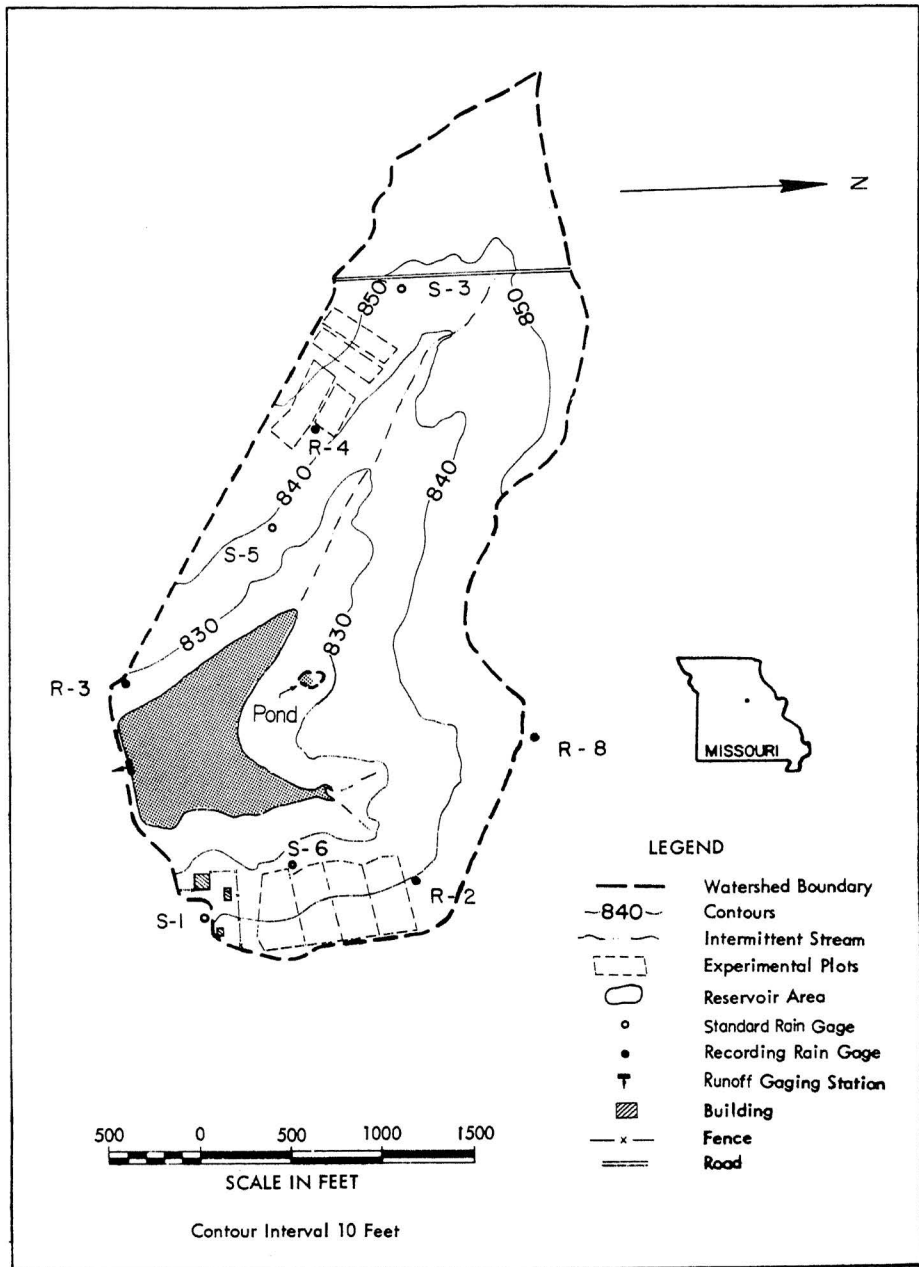 N
850
S-3
850
R-4
840
840
S-5
830
830
R-3
Pond
R-8
MISSOURI
S-6
R-2
S-1
LEGEND
Watershed Boundary
840 Contours
Intermittent Stream
Experimental Plots
Reservoir Area
Standard Rain Gage
Recording Rain Gage
Runoff Gaging Station
Building
x Fence
Road
500 0 500 1000 1500
SCALE IN FEET
Contour Interval 10 Feet